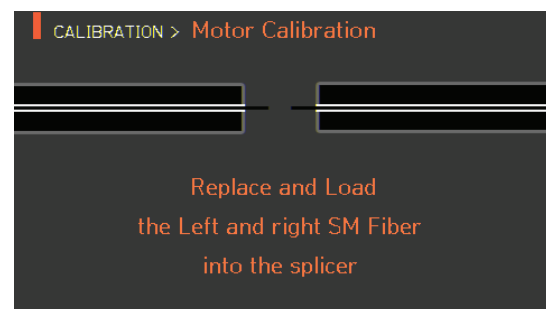 CALIBRATION > Motor Calibration
Replace and Load
the Left and right SM Fiber
into the splicer